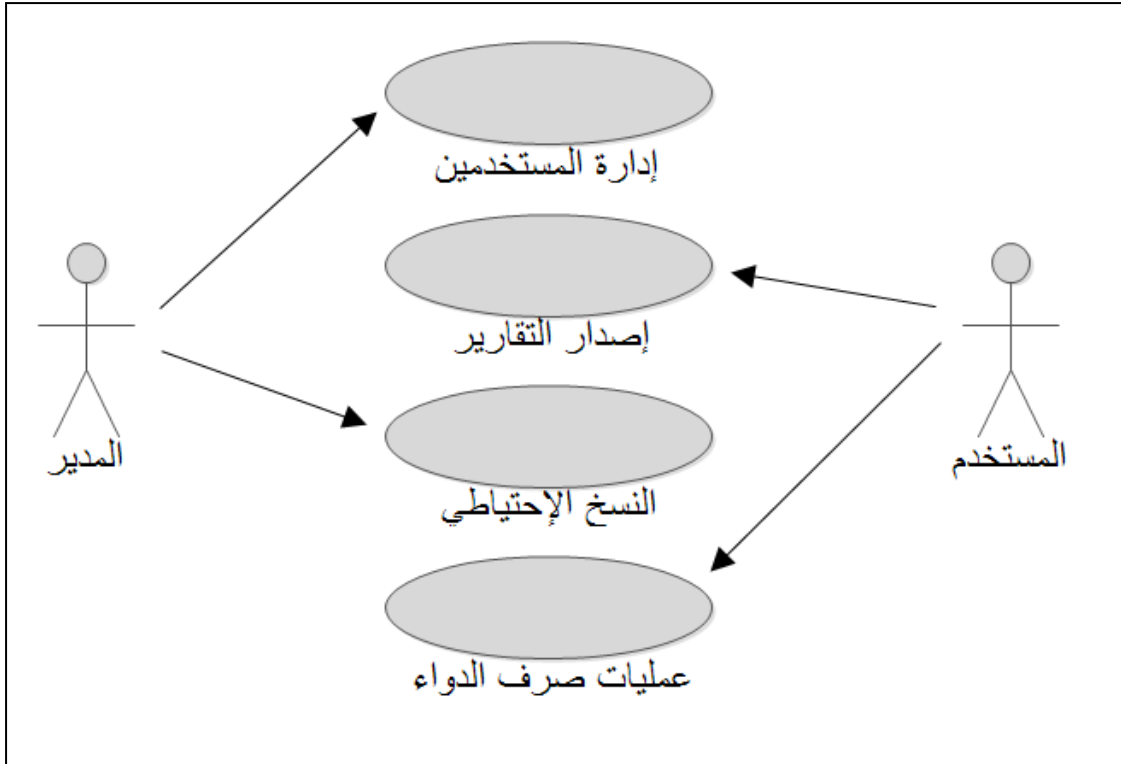 إدارة المستخدمين
إصدار التقارير
المستخدم
المدير
النسخ الإحتياطي
عمليات صرف الدواء